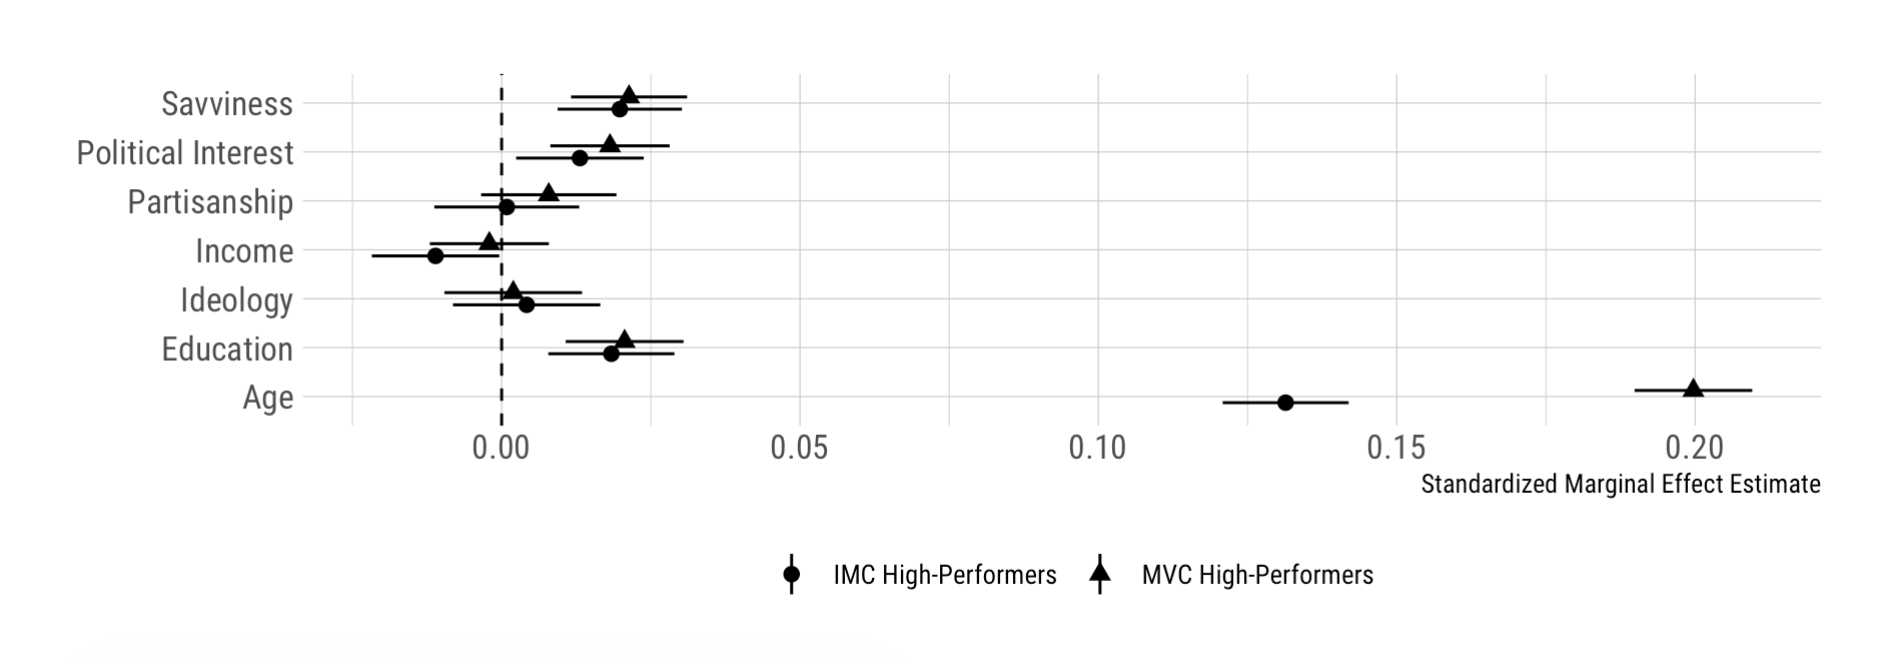 Savviness
Political Interest
Partisanship
Income
Ideology
Education
Age
0.00 0.05 0.10 0.15 0.20
Standardized Marginal Effect Estimate
IMC High-Performers MVC High-Performers